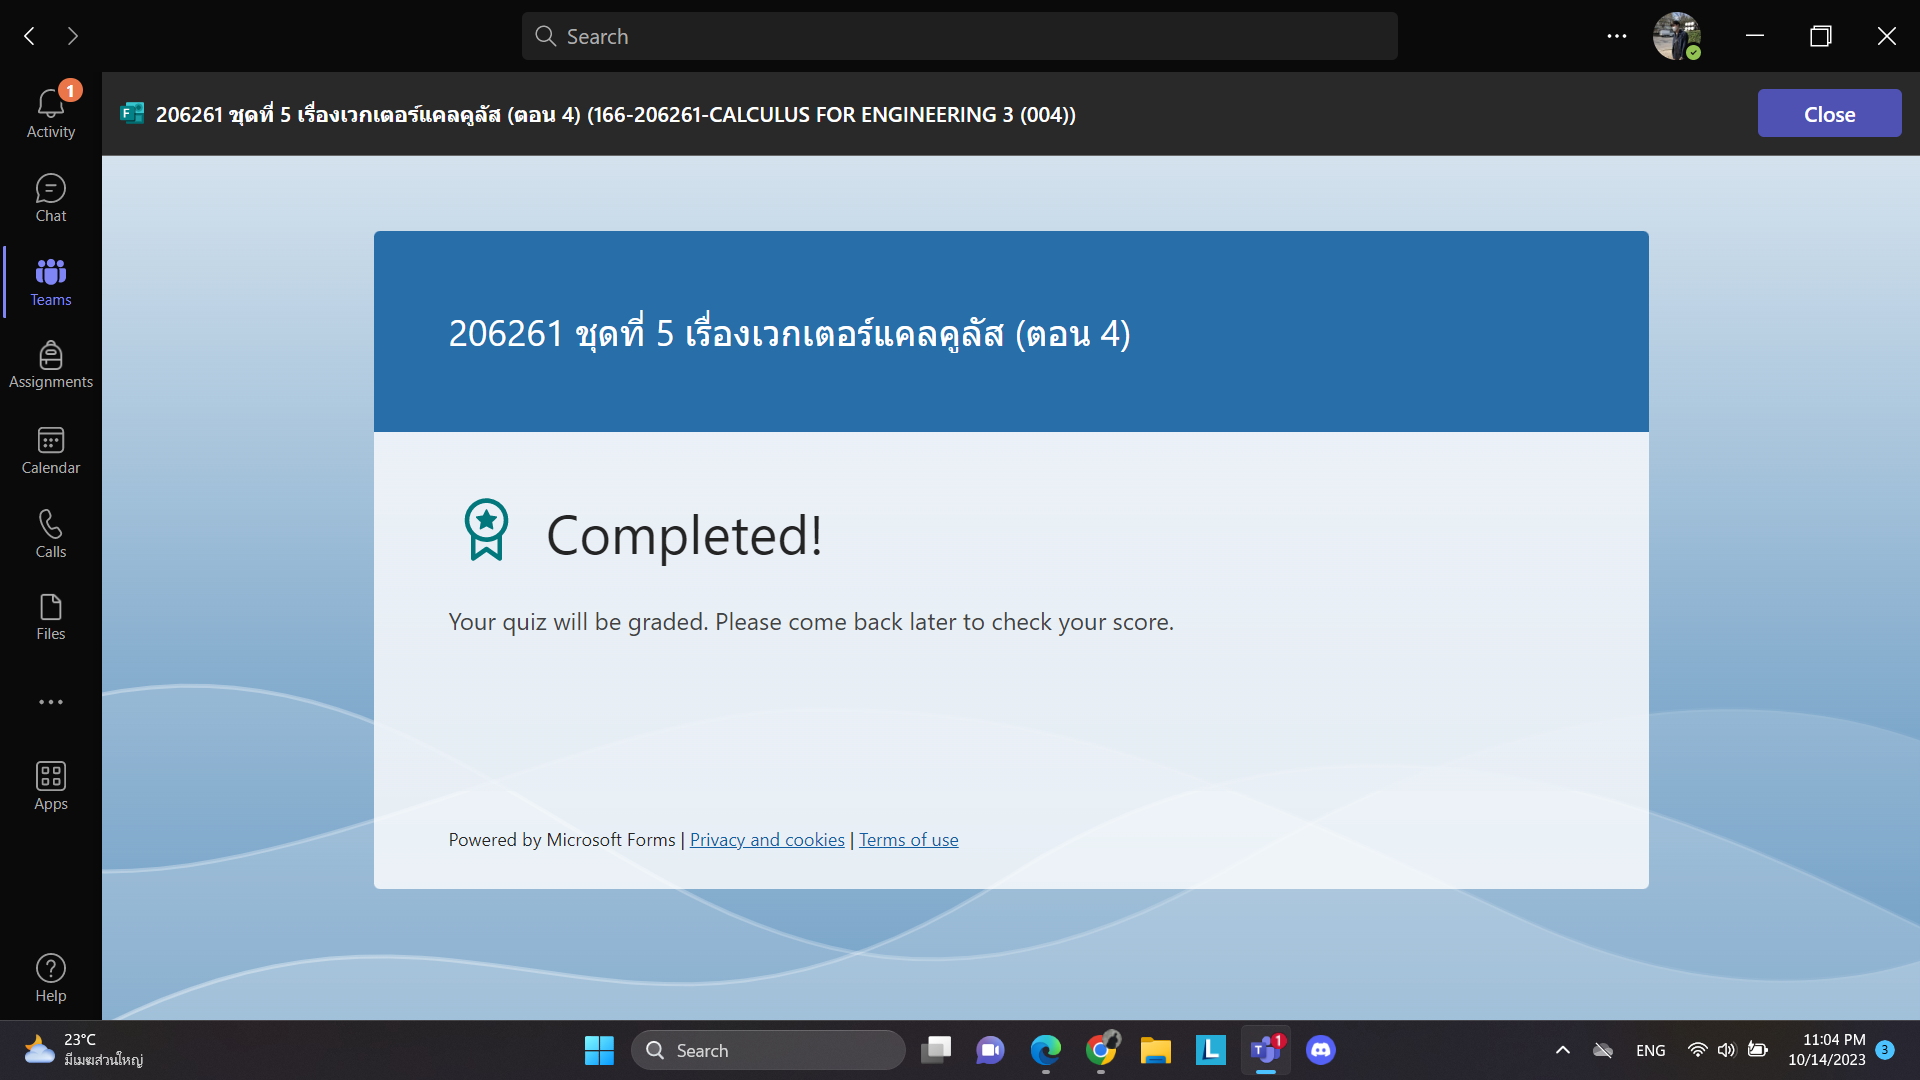 Search
1
Activity
Chat
Teams
Assignments
Calendar
Calls
Files
Apps
Help
206261 ชุดที่ 5 เรื่องเวกเตอร์แคลคูลัส (ตอน 4) (166-206261-CALCULUS FOR ENGINEERING 3 (004))
Close
206261 ชุดที่ 5 เรื่องเวกเตอร์แคลคูลัส (ตอน 4)
Completed!
Your quiz will be graded. Please come back later to check your score.
Powered by Microsoft Forms | Privacy and cookies | Terms of use
23°C
มีเมฆส่วนใหญ่
Search
1
ENG
11:04 PM
10/14/2023
3